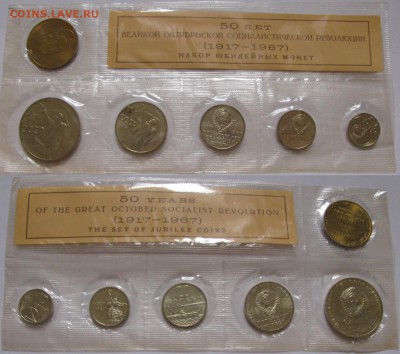 COINS.LAVE.RU
50 ЛЕТ
ВЕЛИКОЙ ОКТЯБРЬСКОЙ СОЦИАЛИСТИЧЕСКОЙ РЕВОЛЮЦИИ
(1917-1967)
НАБОР ЮБИЛЕЙНЫХ МОНЕТ
50 YEARS
OF THE GREAT OCTOBER SOCIALIST REVOLUTION
(1917-1967)
THE SET OF JUBILEE COINS